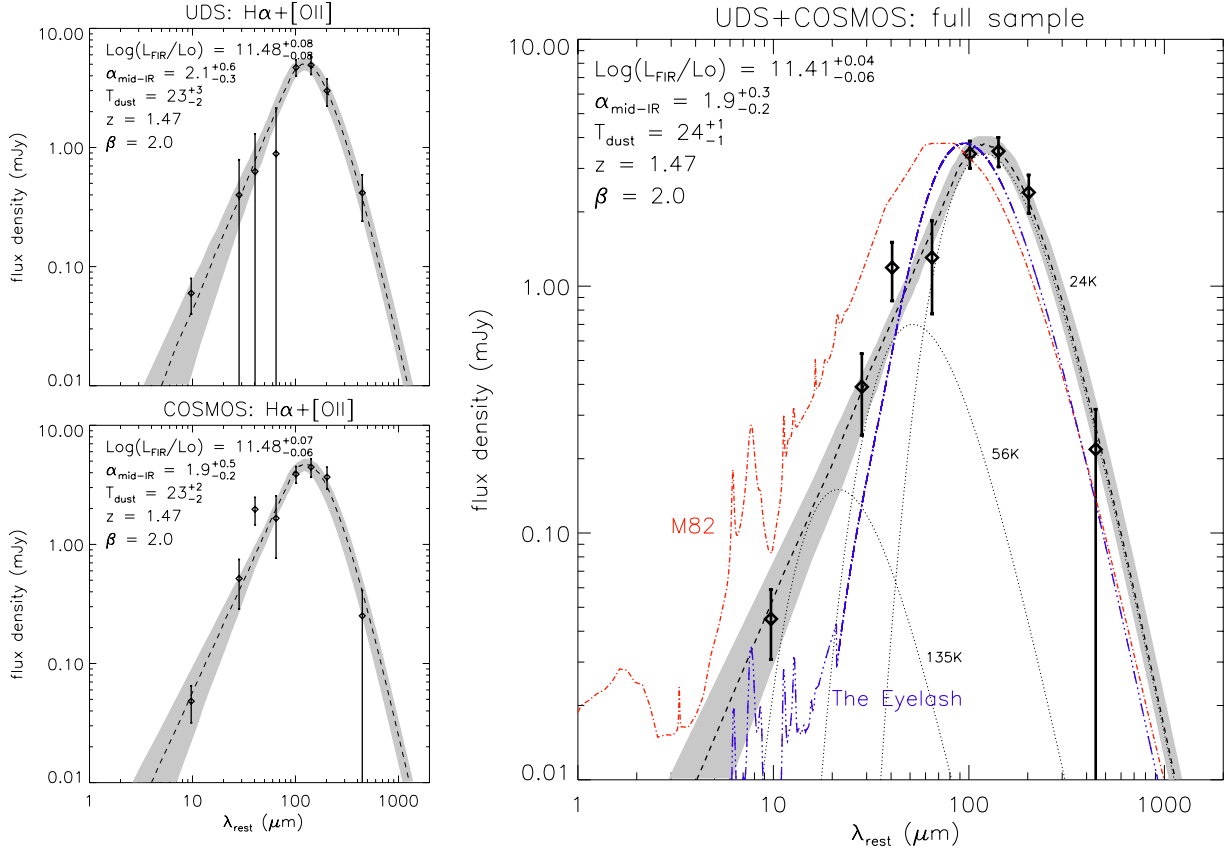 UDS: Hα+[OII]
Log(L_FIR/Lo) = 11.48^{+0.08}_{-0.08}
α_mid-IR = 2.1^{+0.6}_{-0.3}
T_dust = 23^{+3}_{-2}
z = 1.47
β = 2.0
10.00
1.00
0.10
0.01
flux density (mJy)
COSMOS: Hα+[OII]
Log(L_FIR/Lo) = 11.48^{+0.07}_{-0.06}
α_mid-IR = 1.9^{+0.5}_{-0.2}
T_dust = 23^{+2}_{-2}
z = 1.47
β = 2.0
10.00
1.00
0.10
0.01
flux density (mJy)
1 10 100 1000
λ_rest (μm)
UDS+COSMOS: full sample
Log(L_FIR/Lo) = 11.41^{+0.04}_{-0.06}
α_mid-IR = 1.9^{+0.3}_{-0.2}
T_dust = 24^{+1}_{-1}
z = 1.47
β = 2.0
10.00
1.00
0.10
0.01
flux density (mJy)
24K
56K
M82
135K
The Eyelash
1 10 100 1000
λ_rest (μm)